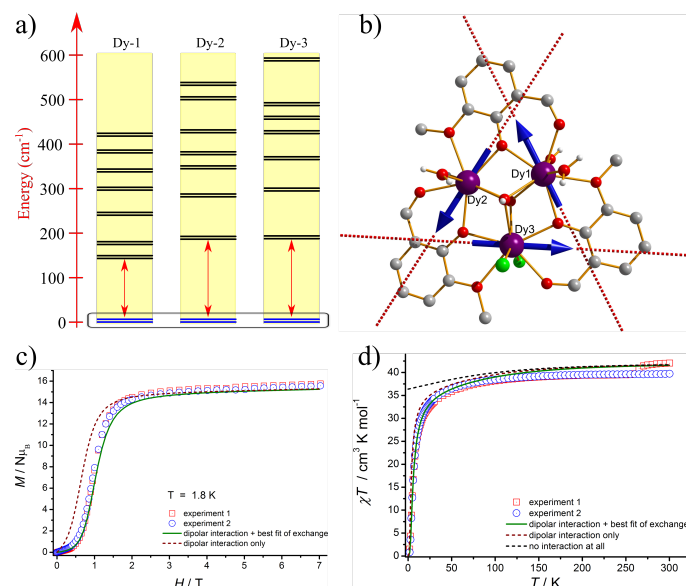 a)
Dy-1 Dy-2 Dy-3
Energy (cm⁻¹)
600
500
400
300
200
100
0
b)
Dy1
Dy2
Dy3
c)
M / Nμ_B
16
14
12
10
8
6
4
2
0
T = 1.8 K
experiment 1
experiment 2
dipolar interaction + best fit of exchange
dipolar interaction only
0 1 2 3 4 5 6 7
H / T
d)
χT / cm³ K mol⁻¹
40
35
30
25
20
15
10
5
0
experiment 1
experiment 2
dipolar interaction + best fit of exchange
dipolar interaction only
no interaction at all
0 50 100 150 200 250 300
T / K